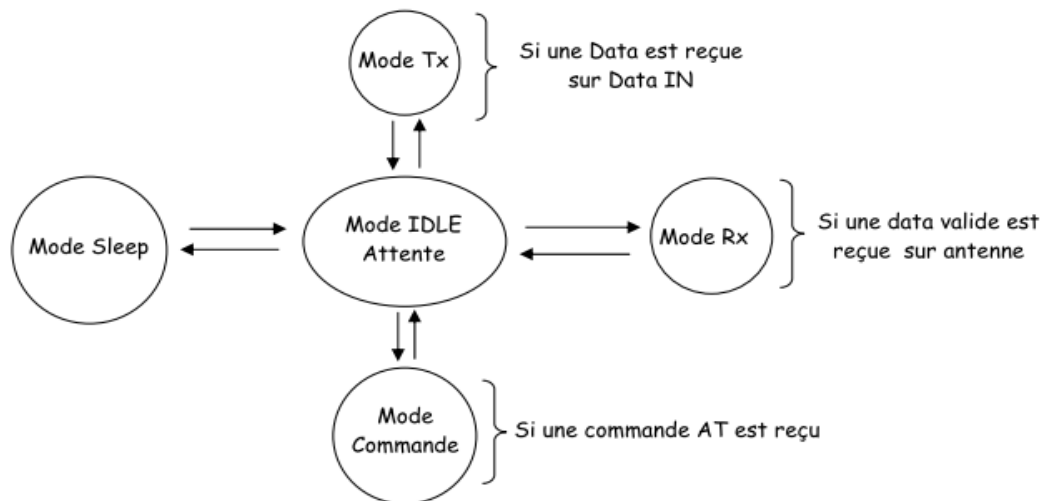 Mode Tx
Si une Data est reçue
sur Data IN
Mode Sleep
Mode IDLE
Attente
Mode Rx
Si une data valide est
reçue sur antenne
Mode
Commande
Si une commande AT est reçu